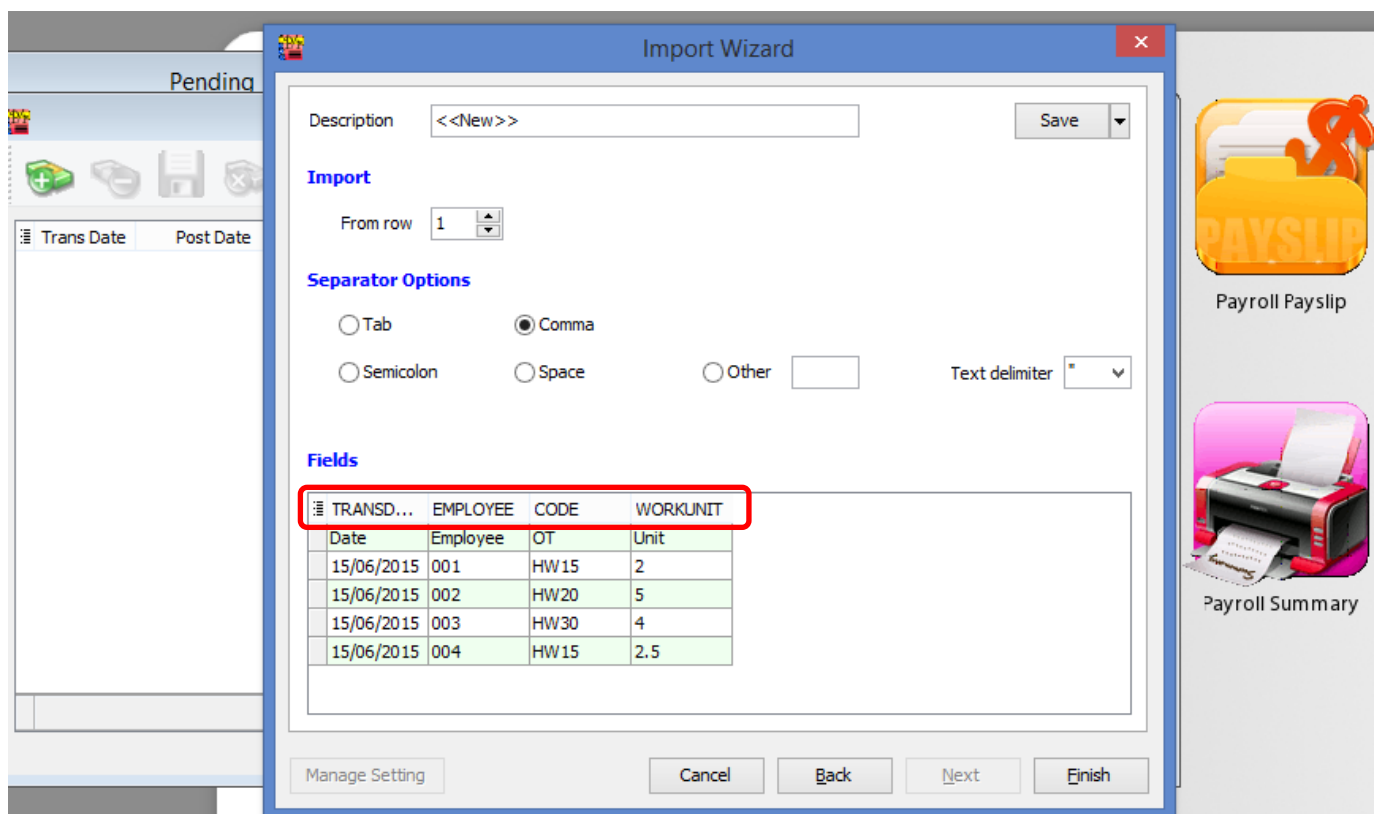 Import Wizard
Pending
Description <<New>> Save
Import
From row 1
Trans Date Post Date
Separator Options
Tab Comma
Semicolon Space Other Text delimiter "
Fields
TRANSD... EMPLOYEE CODE WORKUNIT
Date Employee OT Unit
15/06/2015 001 HW15 2
15/06/2015 002 HW20 5
15/06/2015 003 HW30 4
15/06/2015 004 HW15 2.5
Manage Setting Cancel Back Next Finish
PAYSLIP
Payroll Payslip
Payroll Summary